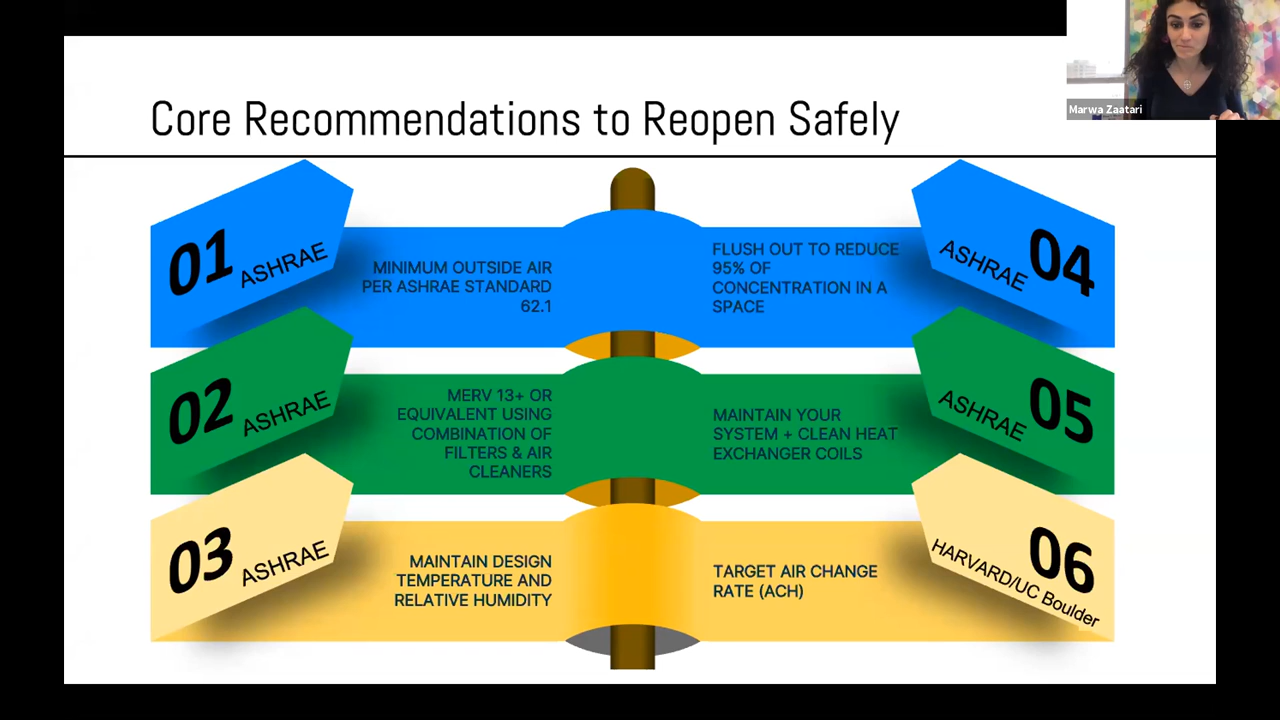 Marwa Zaatari
Core Recommendations to Reopen Safely
01 ASHRAE
MINIMUM OUTSIDE AIR
PER ASHRAE STANDARD
62.1
02 ASHRAE
MERV 13+ OR
EQUIVALENT USING
COMBINATION OF
FILTERS & AIR
CLEANERS
03 ASHRAE
MAINTAIN DESIGN
TEMPERATURE AND
RELATIVE HUMIDITY
ASHRAE 04
FLUSH OUT TO REDUCE
95% OF
CONCENTRATION IN A
SPACE
ASHRAE 05
MAINTAIN YOUR
SYSTEM + CLEAN HEAT
EXCHANGER COILS
06
HARVARD/UC Boulder
TARGET AIR CHANGE
RATE (ACH)